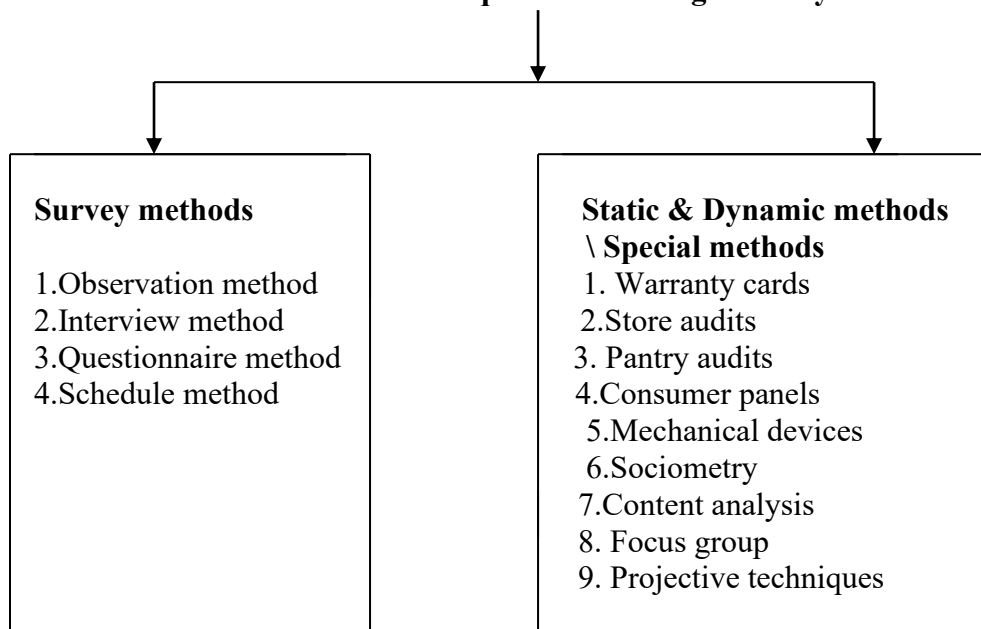 Survey methods
1.Observation method
2.Interview method
3.Questionnaire method
4.Schedule method
Static & Dynamic methods
\ Special methods
1. Warranty cards
2.Store audits
3. Pantry audits
4.Consumer panels
5.Mechanical devices
6.Sociometry
7.Content analysis
8. Focus group
9. Projective techniques